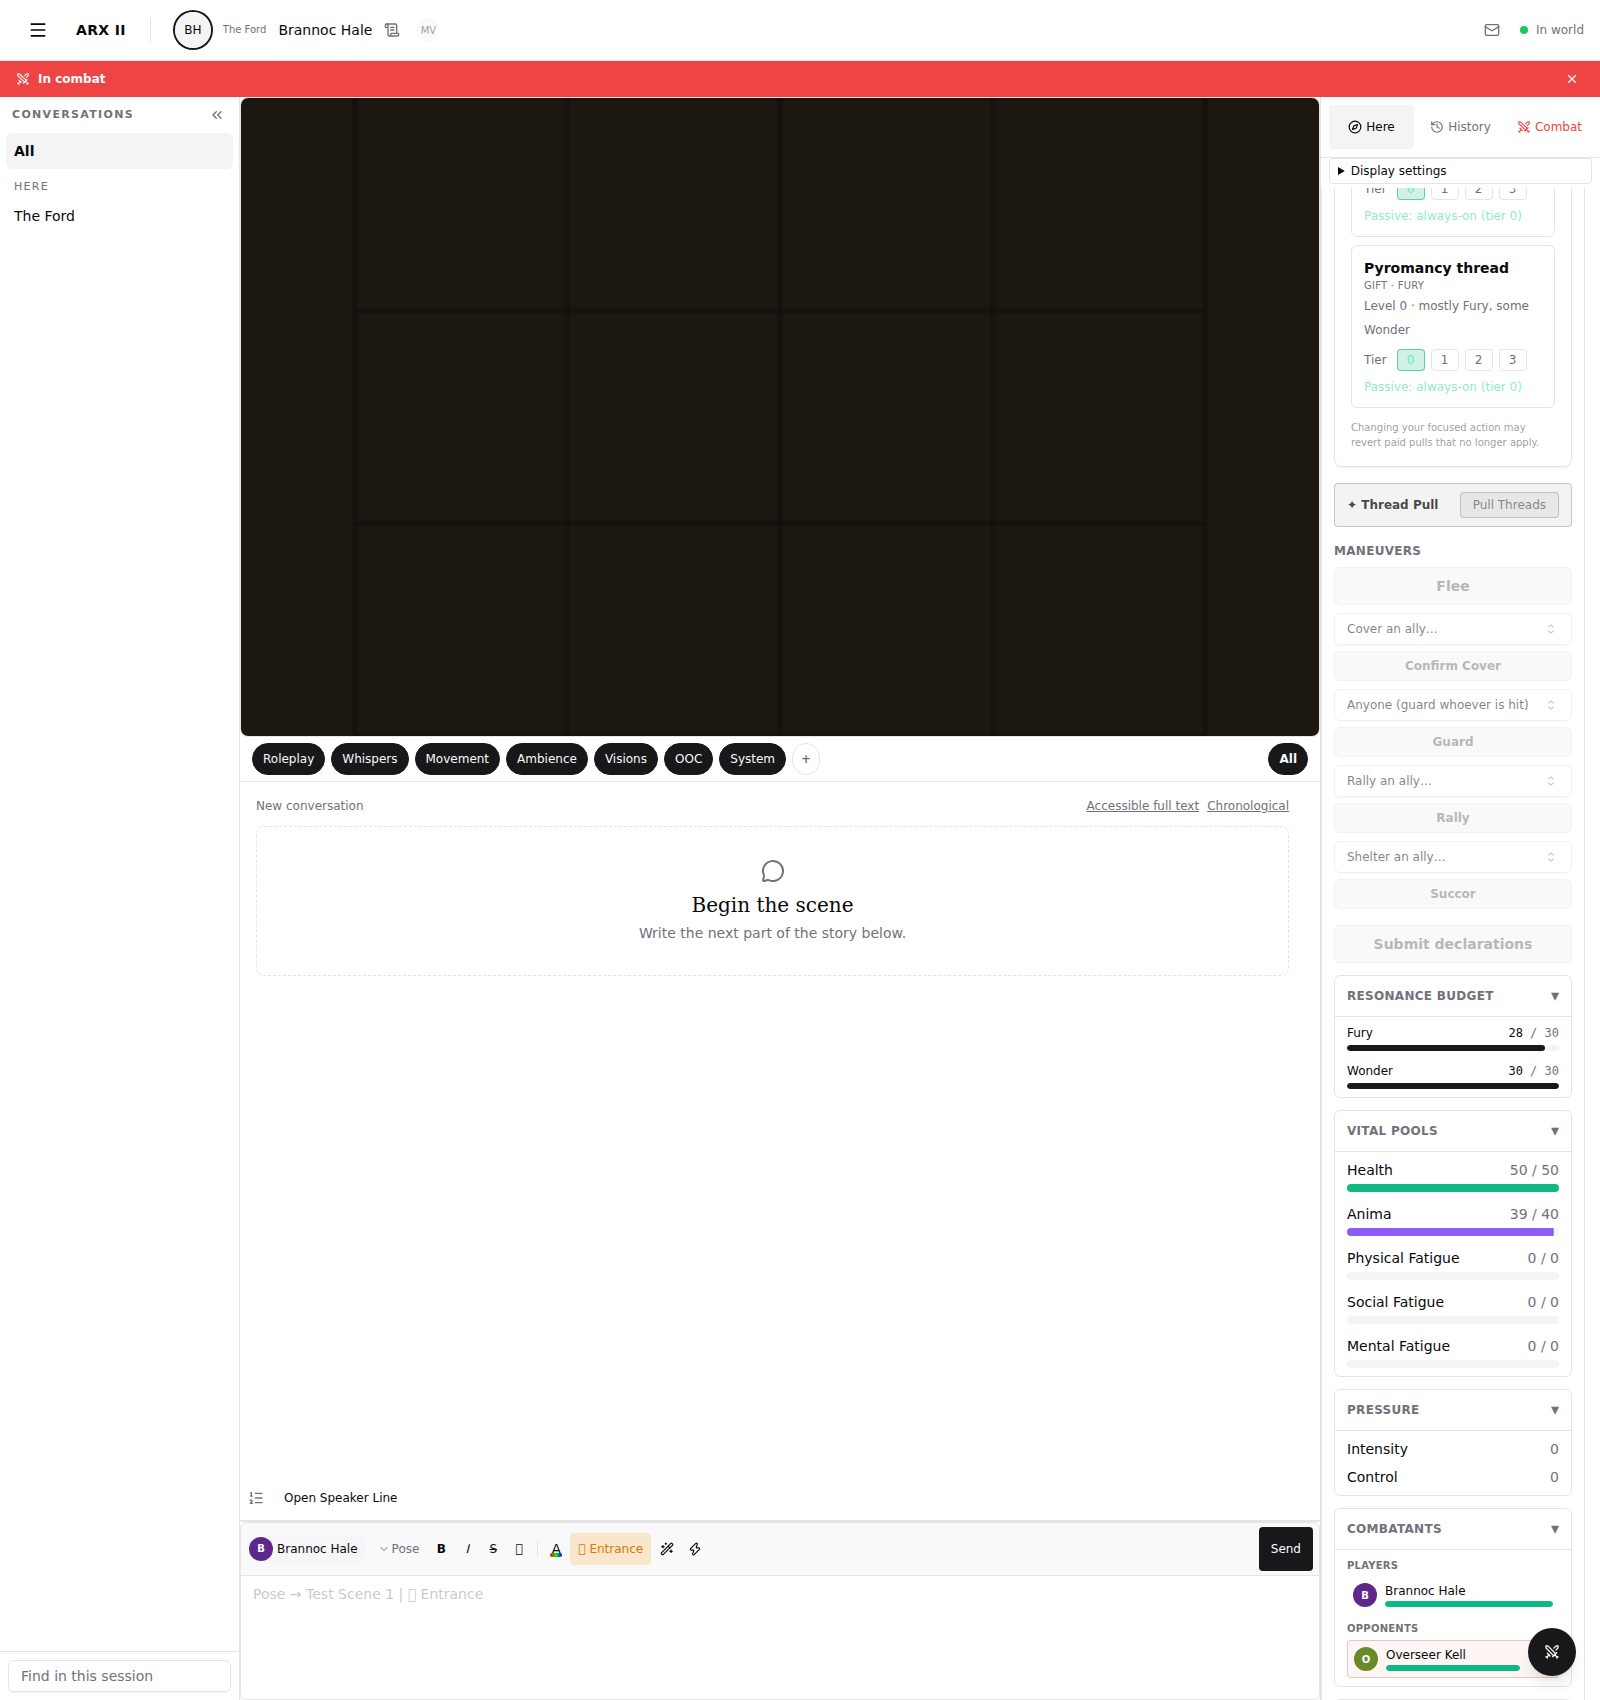 ARX II
BH
The Ford
Brannoc Hale
MV
In world
In combat
CONVERSATIONS
All
HERE
The Ford
Here
History
Combat
Display settings
Tier 0 1 2 3
Passive: always-on (tier 0)
Pyromancy thread
GIFT · FURY
Level 0 · mostly Fury, some
Wonder
Tier 0 1 2 3
Passive: always-on (tier 0)
Changing your focused action may
revert paid pulls that no longer apply.
✦ Thread Pull
Pull Threads
MANEUVERS
Flee
Cover an ally…
Confirm Cover
Anyone (guard whoever is hit)
Guard
Rally an ally…
Rally
Shelter an ally…
Succor
Submit declarations
RESONANCE BUDGET ▼
Fury 28 / 30
Wonder 30 / 30
VITAL POOLS ▼
Health 50 / 50
Anima 39 / 40
Physical Fatigue 0 / 0
Social Fatigue 0 / 0
Mental Fatigue 0 / 0
PRESSURE ▼
Intensity 0
Control 0
COMBATANTS ▼
PLAYERS
B Brannoc Hale
OPPONENTS
O Overseer Kell
Roleplay Whispers Movement Ambience Visions OOC System + All
New conversation
Accessible full text Chronological
Begin the scene
Write the next part of the story below.
Open Speaker Line
B Brannoc Hale Pose B I S A Entrance
Send
Pose → Test Scene 1 | Entrance
Find in this session